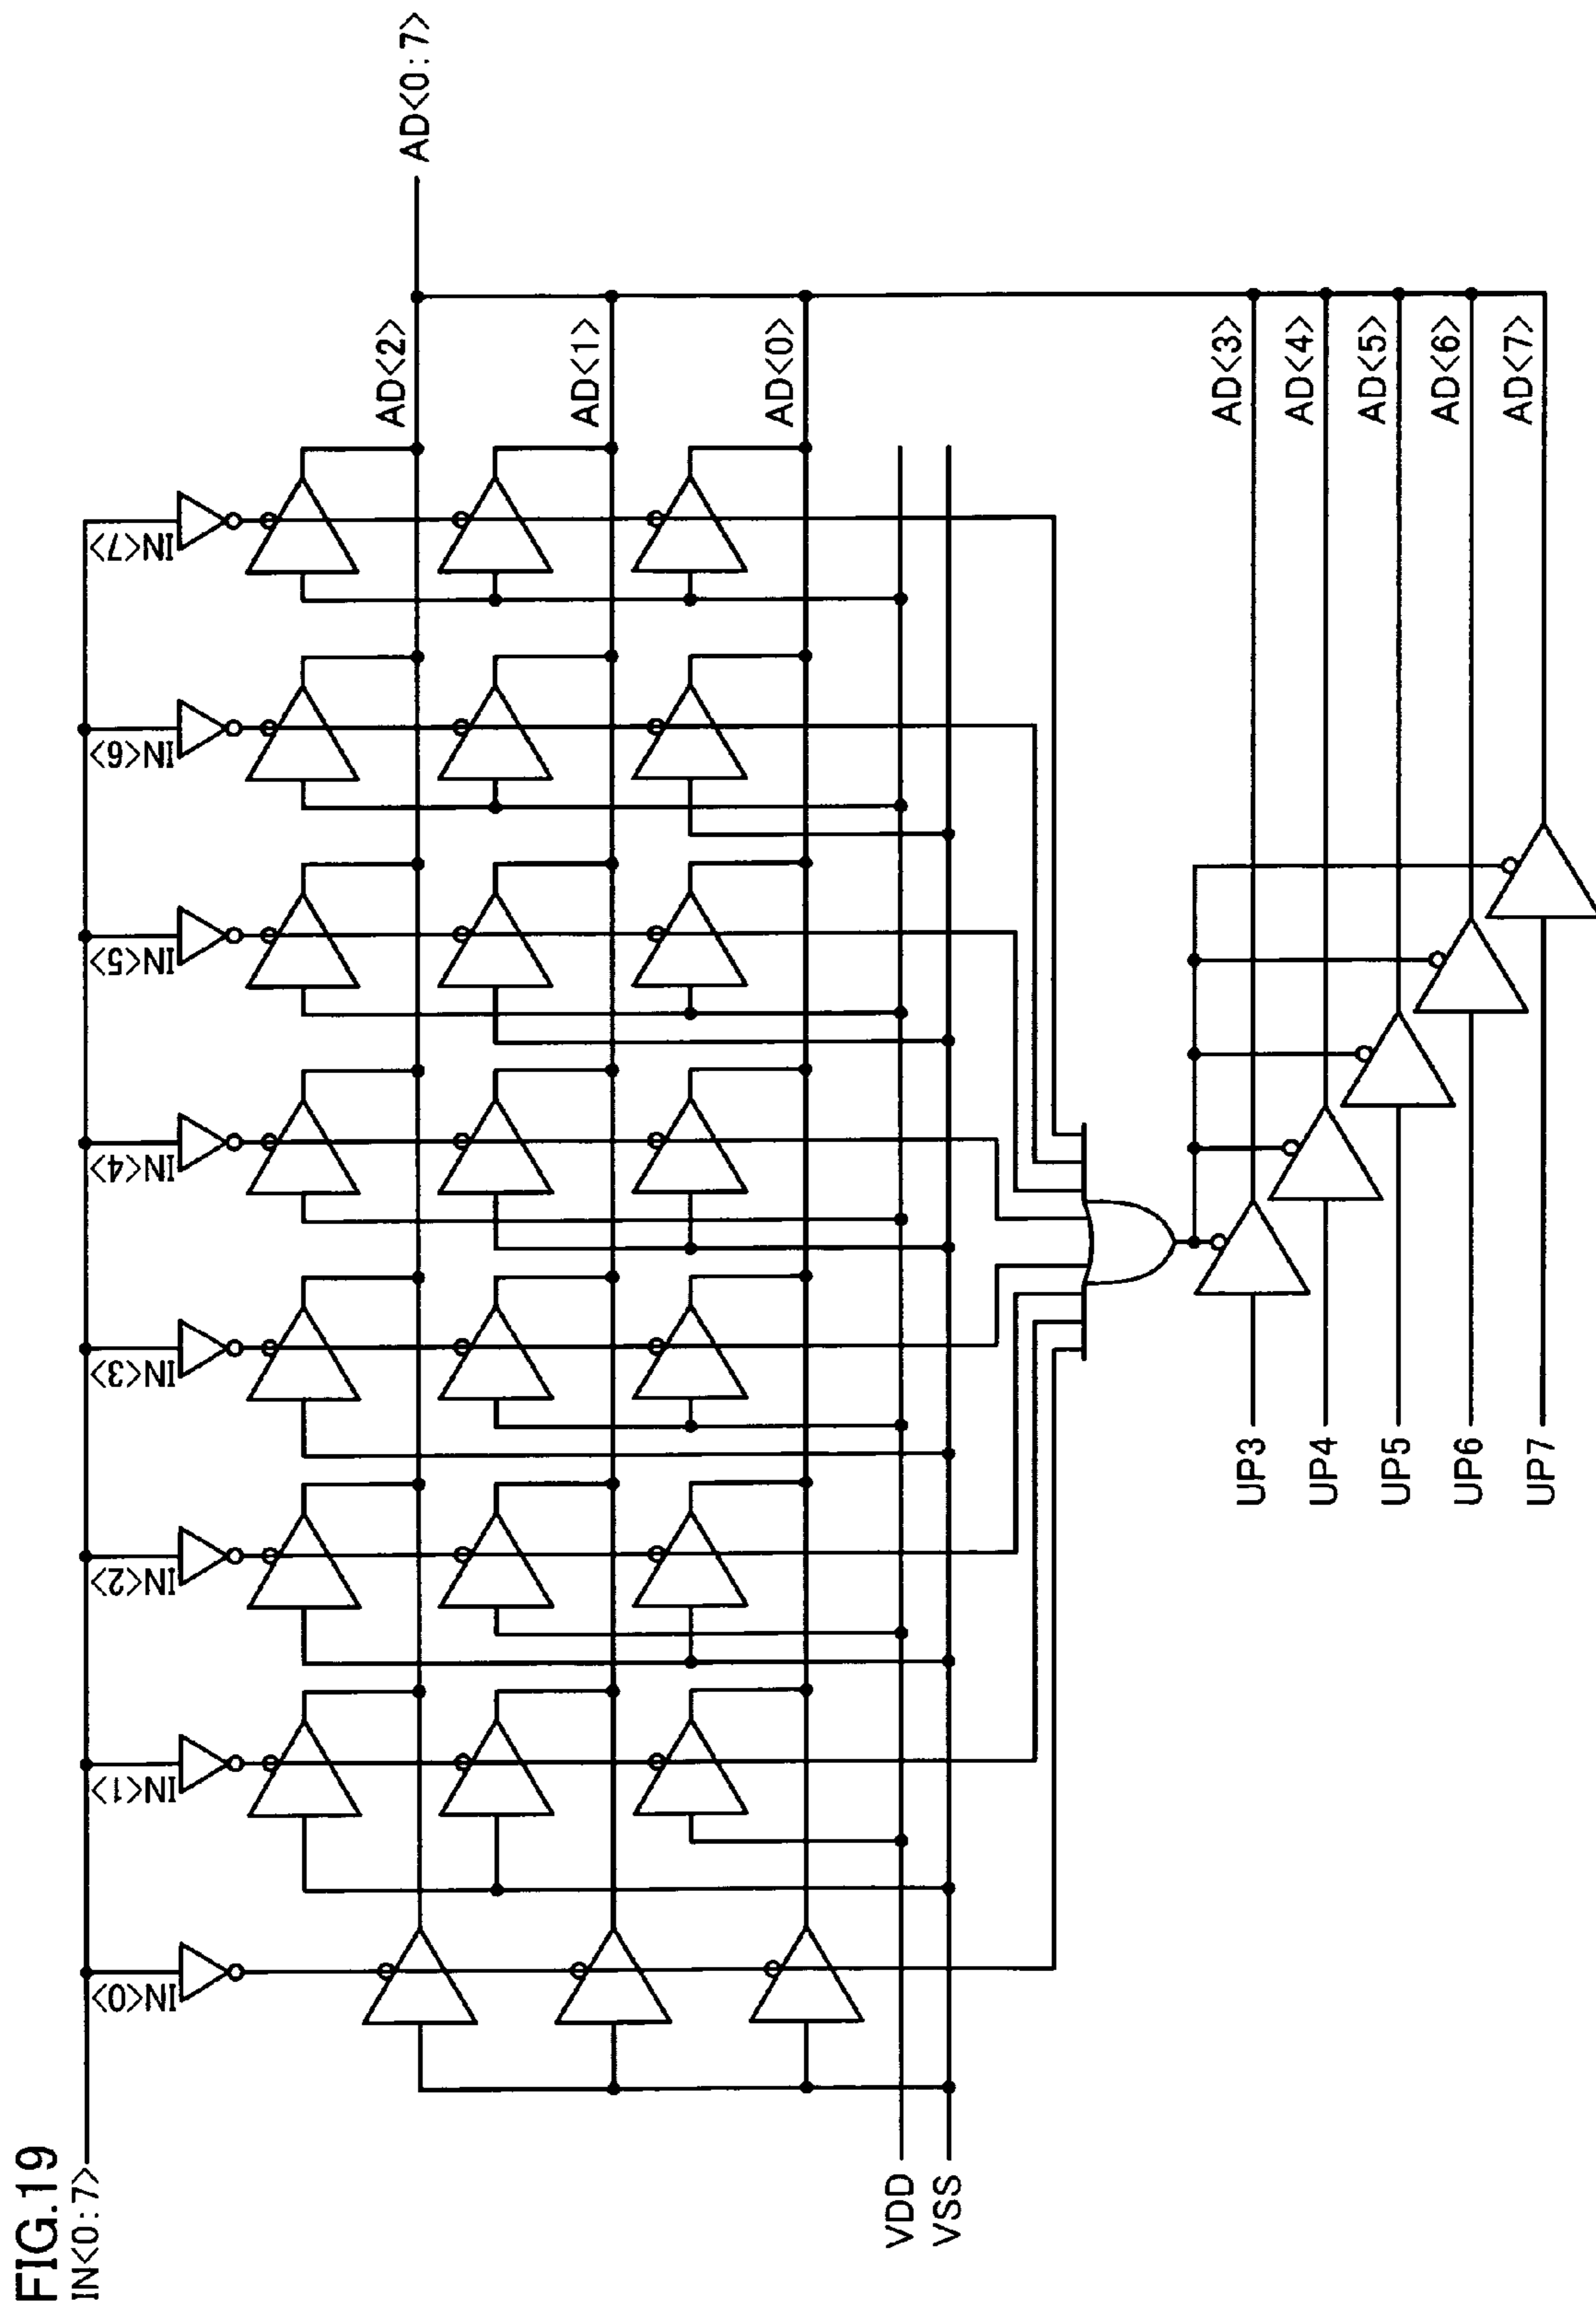 FIG.19
IN<0:7>
IN<0>
IN<1>
IN<2>
IN<3>
IN<4>
IN<5>
IN<6>
IN<7>
AD<2>
AD<0:7>
AD<1>
AD<0>
VDD
VSS
UP3
AD<3>
UP4
AD<4>
UP5
AD<5>
UP6
AD<6>
UP7
AD<7>